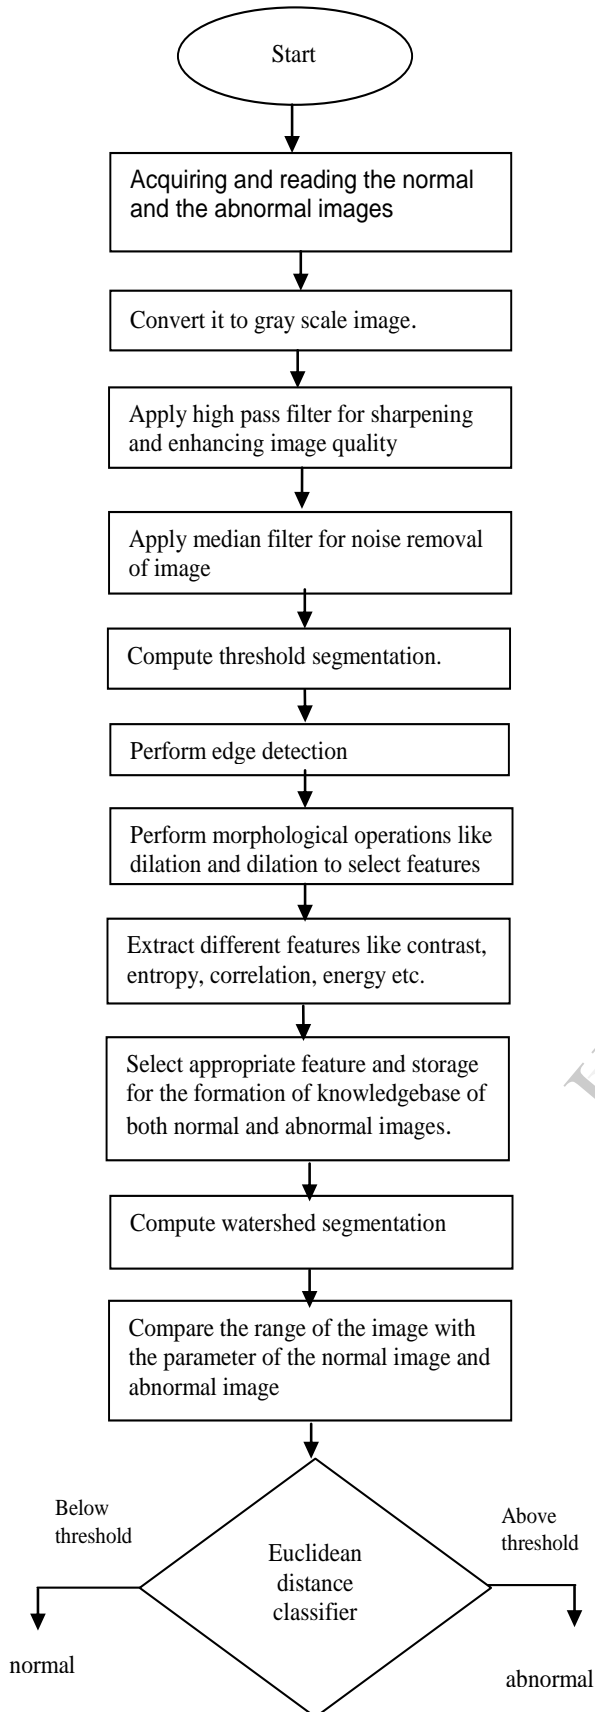 Start
Acquiring and reading the normal
and the abnormal images
Convert it to gray scale image.
Apply high pass filter for sharpening
and enhancing image quality
Apply median filter for noise removal
of image
Compute threshold segmentation.
Perform edge detection
Perform morphological operations like
dilation and dilation to select features
Extract different features like contrast,
entropy, correlation, energy etc.
Select appropriate feature and storage
for the formation of knowledgebase of
both normal and abnormal images.
Compute watershed segmentation
Compare the range of the image with
the parameter of the normal image and
abnormal image
Below
threshold
Euclidean
distance
classifier
Above
threshold
normal
abnormal